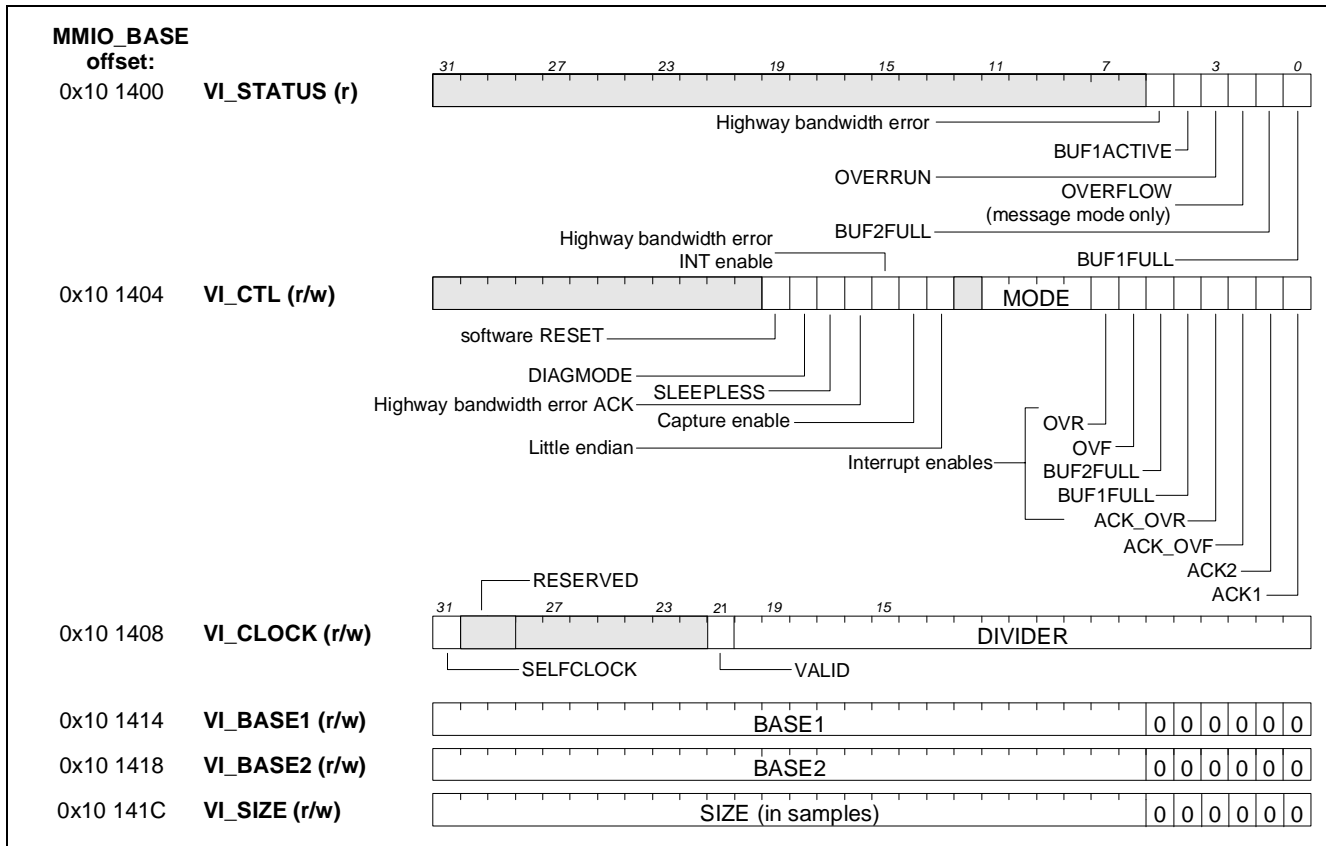 MMIO_BASE
offset:
31 27 23 19 15 11 7 3 0
0x10 1400 VI_STATUS (r)
Highway bandwidth error
BUF1ACTIVE
OVERRUN
OVERFLOW
(message mode only)
BUF2FULL
Highway bandwidth error
INT enable
BUF1FULL
0x10 1404 VI_CTL (r/w) MODE
software RESET
DIAGMODE
SLEEPLESS
Highway bandwidth error ACK
Capture enable
Little endian
Interrupt enables
OVR
OVF
BUF2FULL
BUF1FULL
ACK_OVR
ACK_OVF
ACK2
ACK1
RESERVED
31 27 23 21 19 15
0x10 1408 VI_CLOCK (r/w) DIVIDER
SELFCLOCK VALID
0x10 1414 VI_BASE1 (r/w) BASE1 0 0 0 0 0 0
0x10 1418 VI_BASE2 (r/w) BASE2 0 0 0 0 0 0
0x10 141C VI_SIZE (r/w) SIZE (in samples) 0 0 0 0 0 0